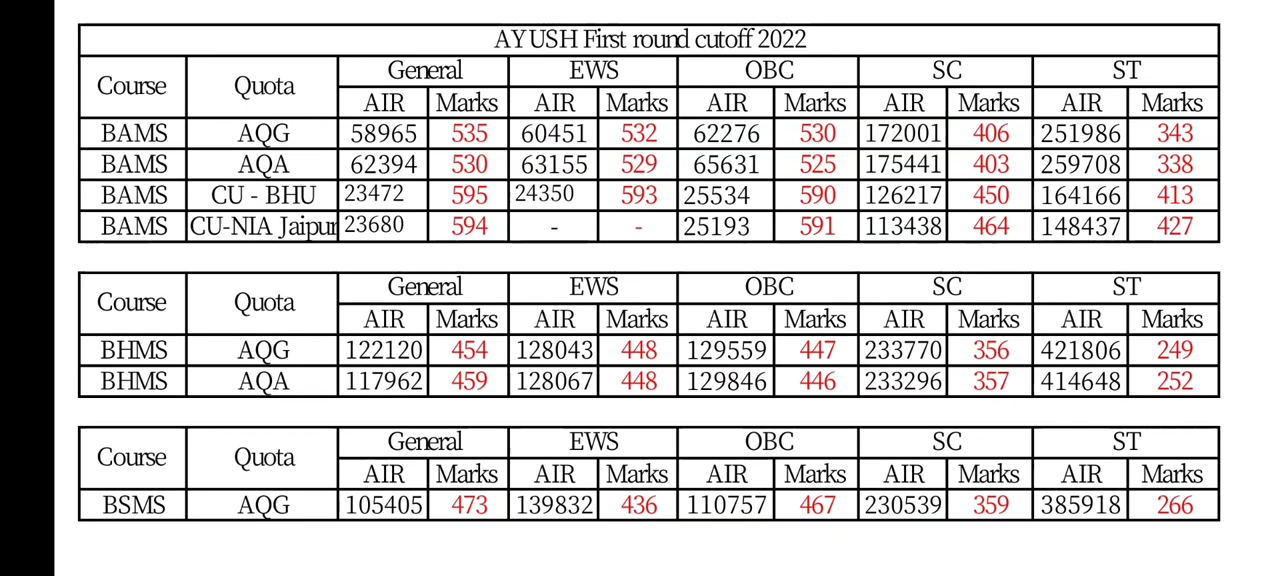 AYUSH First round cutoff 2022
Course Quota General EWS OBC SC ST
AIR Marks AIR Marks AIR Marks AIR Marks AIR Marks
BAMS AQG 58965 535 60451 532 62276 530 172001 406 251986 343
BAMS AQA 62394 530 63155 529 65631 525 175441 403 259708 338
BAMS CU - BHU 23472 595 24350 593 25534 590 126217 450 164166 413
BAMS CU-NIA Jaipur 23680 594 - - 25193 591 113438 464 148437 427
Course Quota General EWS OBC SC ST
AIR Marks AIR Marks AIR Marks AIR Marks AIR Marks
BHMS AQG 122120 454 128043 448 129559 447 233770 356 421806 249
BHMS AQA 117962 459 128067 448 129846 446 233296 357 414648 252
Course Quota General EWS OBC SC ST
AIR Marks AIR Marks AIR Marks AIR Marks AIR Marks
BSMS AQG 105405 473 139832 436 110757 467 230539 359 385918 266